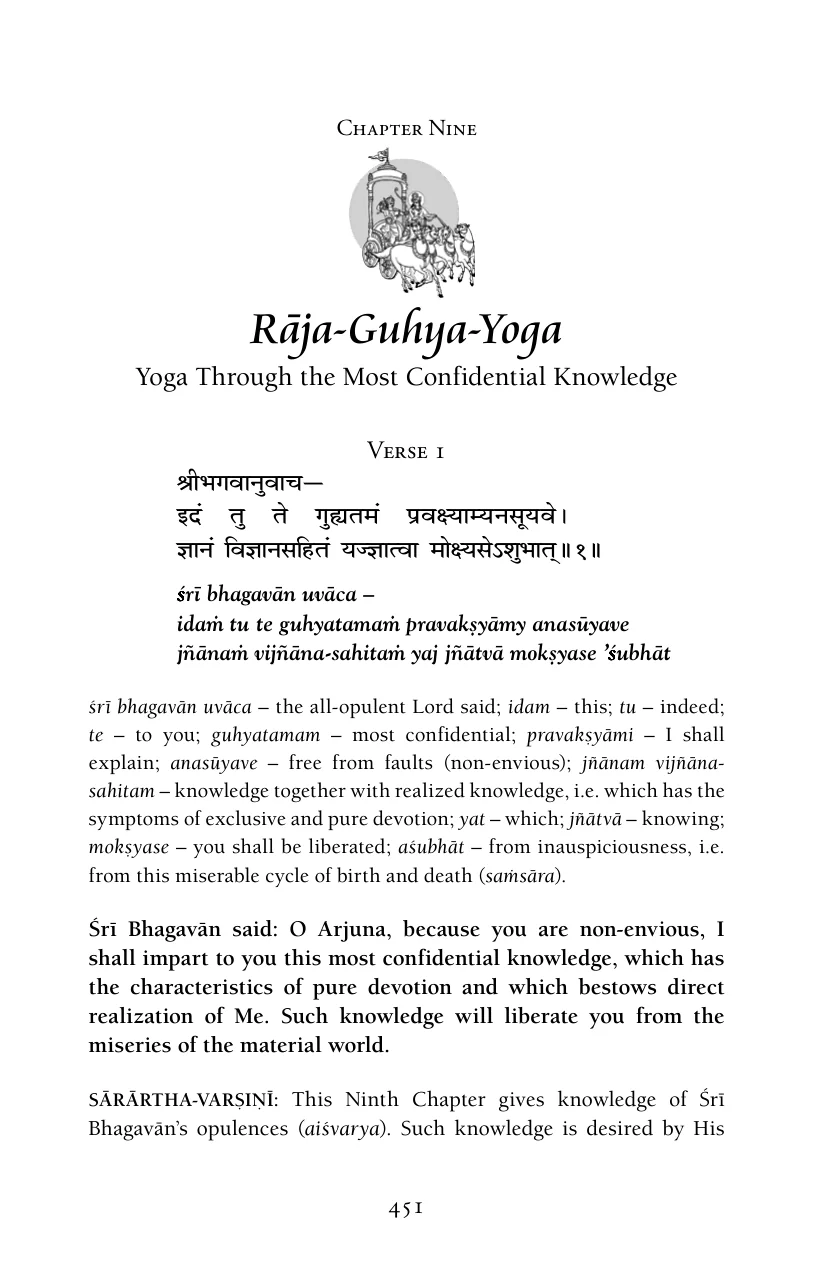 Chapter Nine
Rāja-Guhya-Yoga
Yoga Through the Most Confidential Knowledge
Verse 1
श्रीभगवानुवाच—
इदं तु ते गुह्यतमं प्रवक्ष्याम्यनसूयवे।
ज्ञानं विज्ञानसहितं यज्ज्ञात्वा मोक्ष्यसेऽशुभात्॥१॥
śrī bhagavān uvāca –
idaṁ tu te guhyatamaṁ pravakṣyāmy anasūyave
jñānaṁ vijñāna-sahitaṁ yaj jñātvā mokṣyase ’śubhāt
śrī bhagavān uvāca – the all-opulent Lord said; idam – this; tu – indeed;
te – to you; guhyatamam – most confidential; pravakṣyāmi – I shall
explain; anasūyave – free from faults (non-envious); jñānam vijñāna-
sahitam – knowledge together with realized knowledge, i.e. which has the
symptoms of exclusive and pure devotion; yat – which; jñātvā – knowing;
mokṣyase – you shall be liberated; aśubhāt – from inauspiciousness, i.e.
from this miserable cycle of birth and death (saṁsāra).
Śrī Bhagavān said: O Arjuna, because you are non-envious, I
shall impart to you this most confidential knowledge, which has
the characteristics of pure devotion and which bestows direct
realization of Me. Such knowledge will liberate you from the
miseries of the material world.
SĀRĀRTHA-VARṢIṆĪ: This Ninth Chapter gives knowledge of Śrī
Bhagavān’s opulences (aiśvarya). Such knowledge is desired by His
451